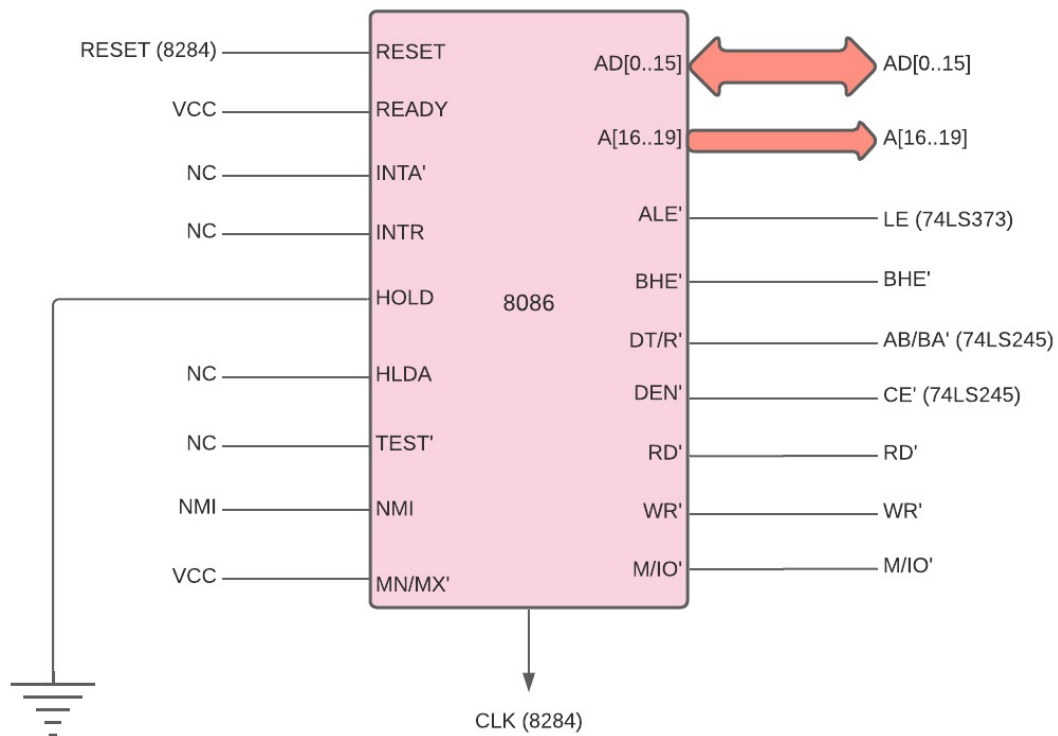 RESET (8284) RESET
VCC READY
NC INTA'
NC INTR
HOLD
NC HLDA
NC TEST'
NMI NMI
VCC MN/MX'
8086
AD[0..15] AD[0..15]
A[16..19] A[16..19]
ALE' LE (74LS373)
BHE' BHE'
DT/R' AB/BA' (74LS245)
DEN' CE' (74LS245)
RD' RD'
WR' WR'
M/IO' M/IO'
CLK (8284)